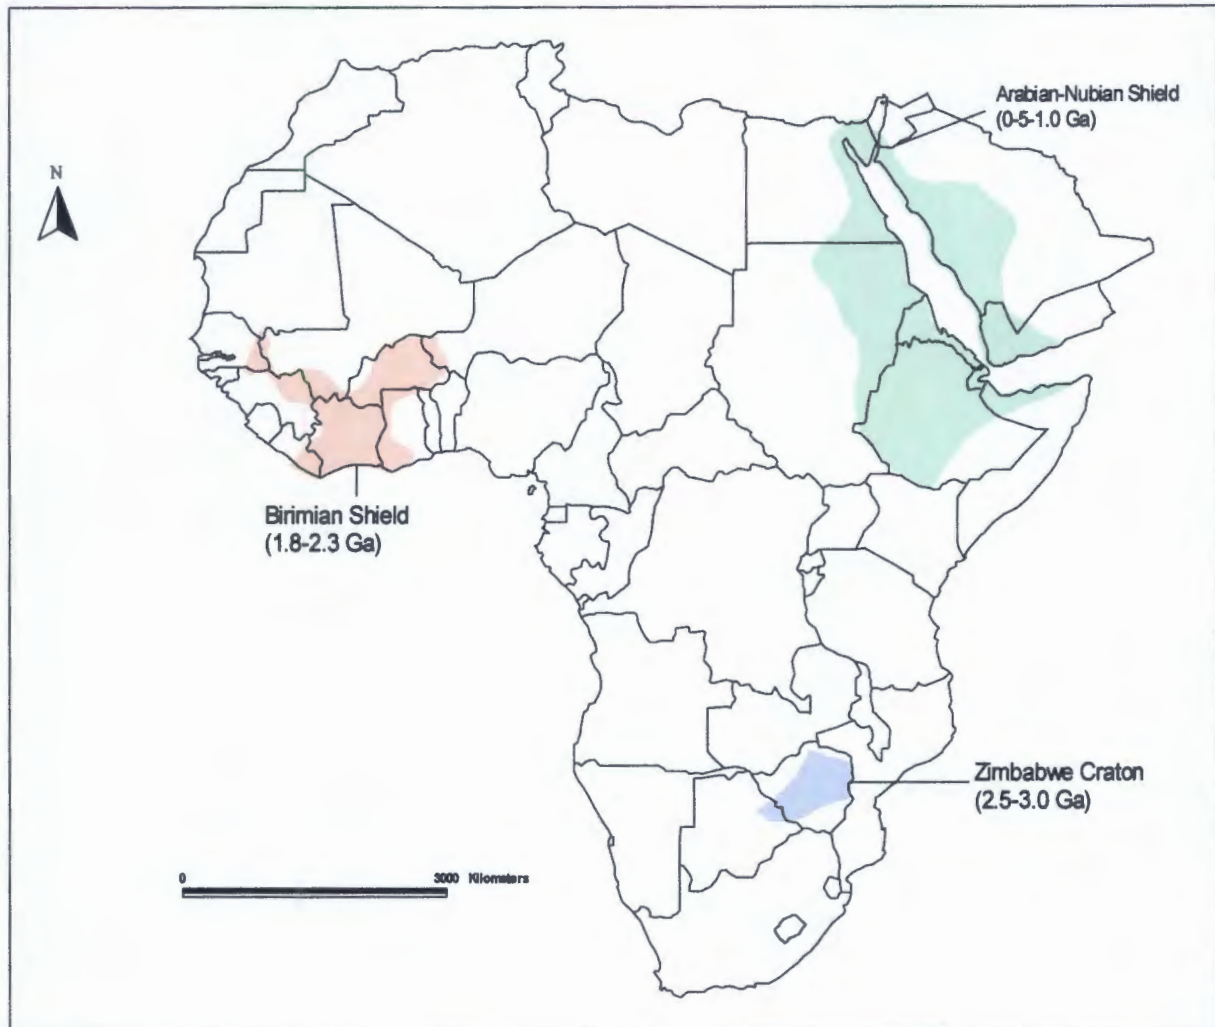 Arabian-Nubian Shield
(0-5-1.0 Ga)
N
Birimian Shield
(1.8-2.3 Ga)
Zimbabwe Craton
(2.5-3.0 Ga)
0 3000 Kilometers